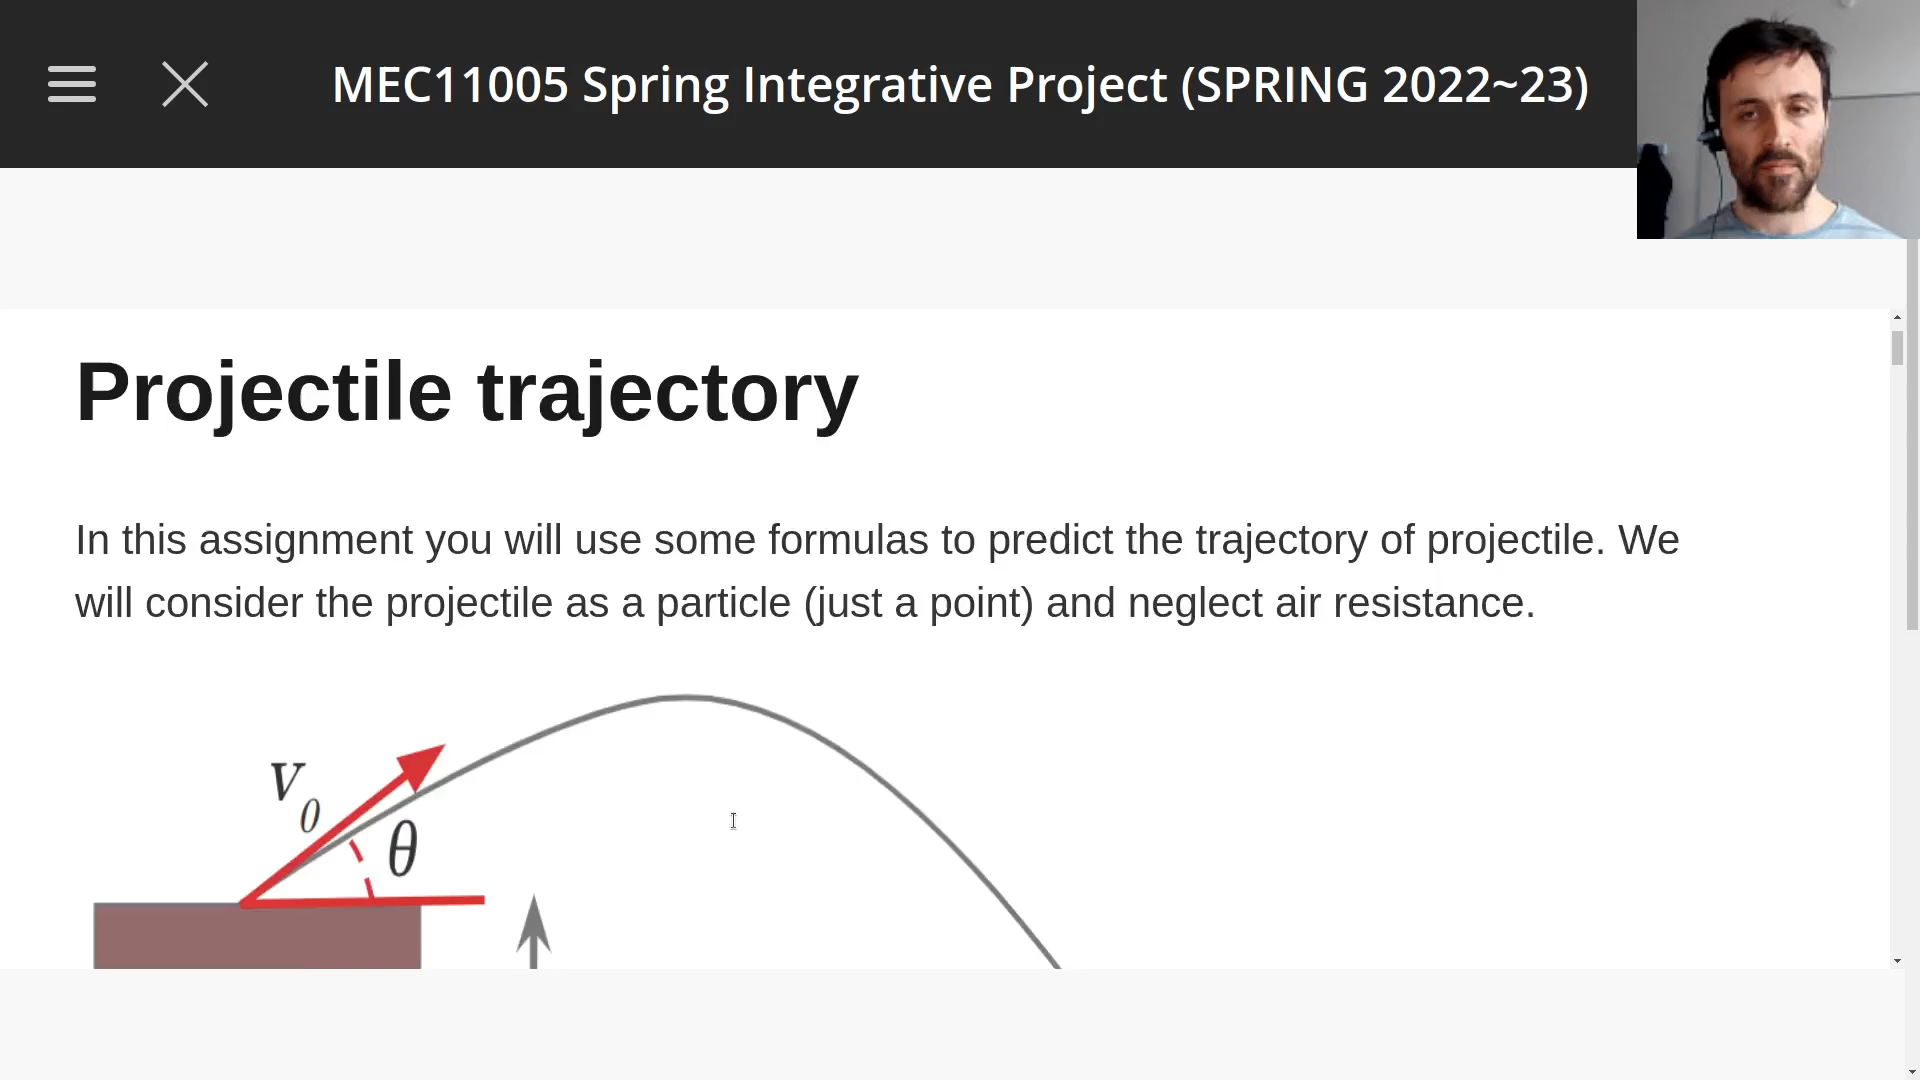 MEC11005 Spring Integrative Project (SPRING 2022~23)
Projectile trajectory
In this assignment you will use some formulas to predict the trajectory of projectile. We
will consider the projectile as a particle (just a point) and neglect air resistance.
V0
θ